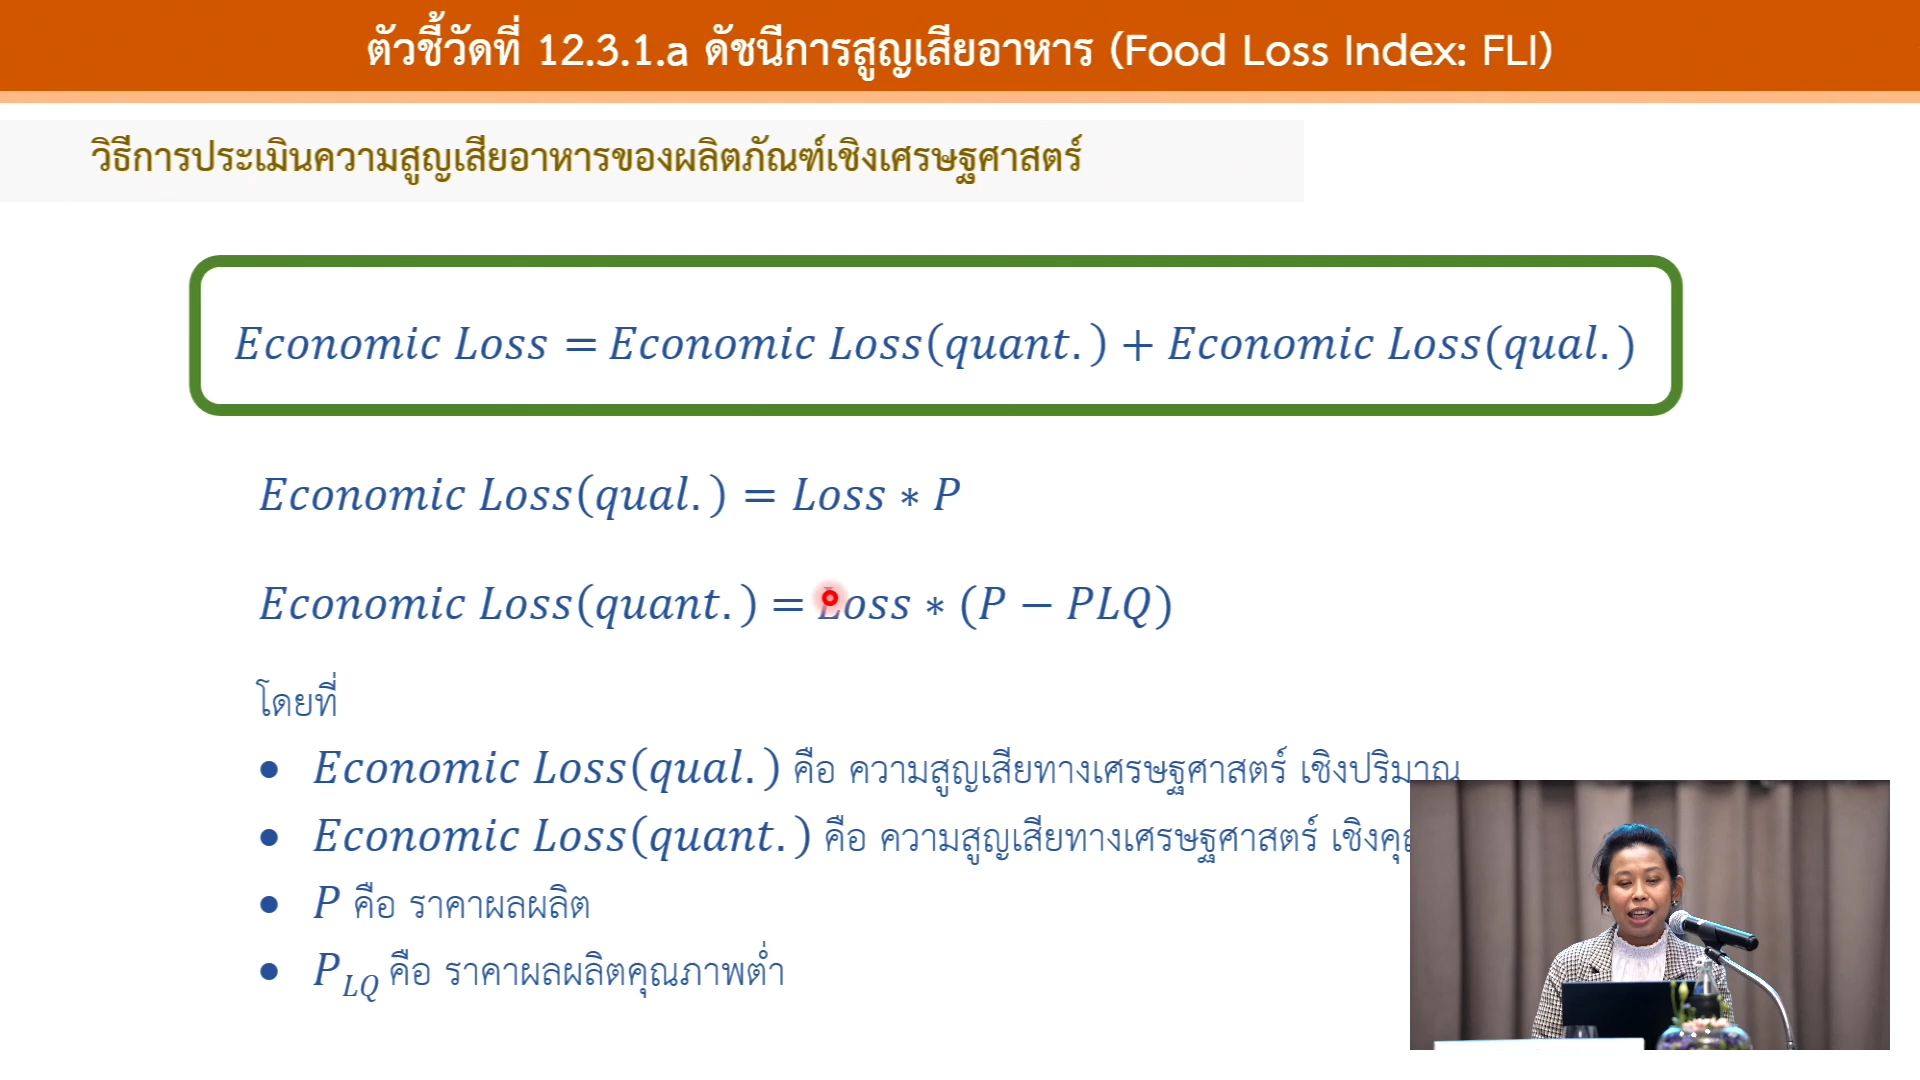 ตัวชี้วัดที่ 12.3.1.a ดัชนีการสูญเสียอาหาร (Food Loss Index: FLI)
วิธีการประเมินความสูญเสียอาหารของผลิตภัณฑ์เชิงเศรษฐศาสตร์
Economic Loss = Economic Loss(quant.) + Economic Loss(qual.)
Economic Loss(qual.) = Loss ∗ P
Economic Loss(quant.) = Loss ∗ (P − PLQ)
โดยที่
● Economic Loss(qual.) คือ ความสูญเสียทางเศรษฐศาสตร์ เชิงปริมาณ
● Economic Loss(quant.) คือ ความสูญเสียทางเศรษฐศาสตร์
● P คือ ราคาผลผลิต
● P_LQ คือ ราคาผลผลิตคุณภาพต่ำ